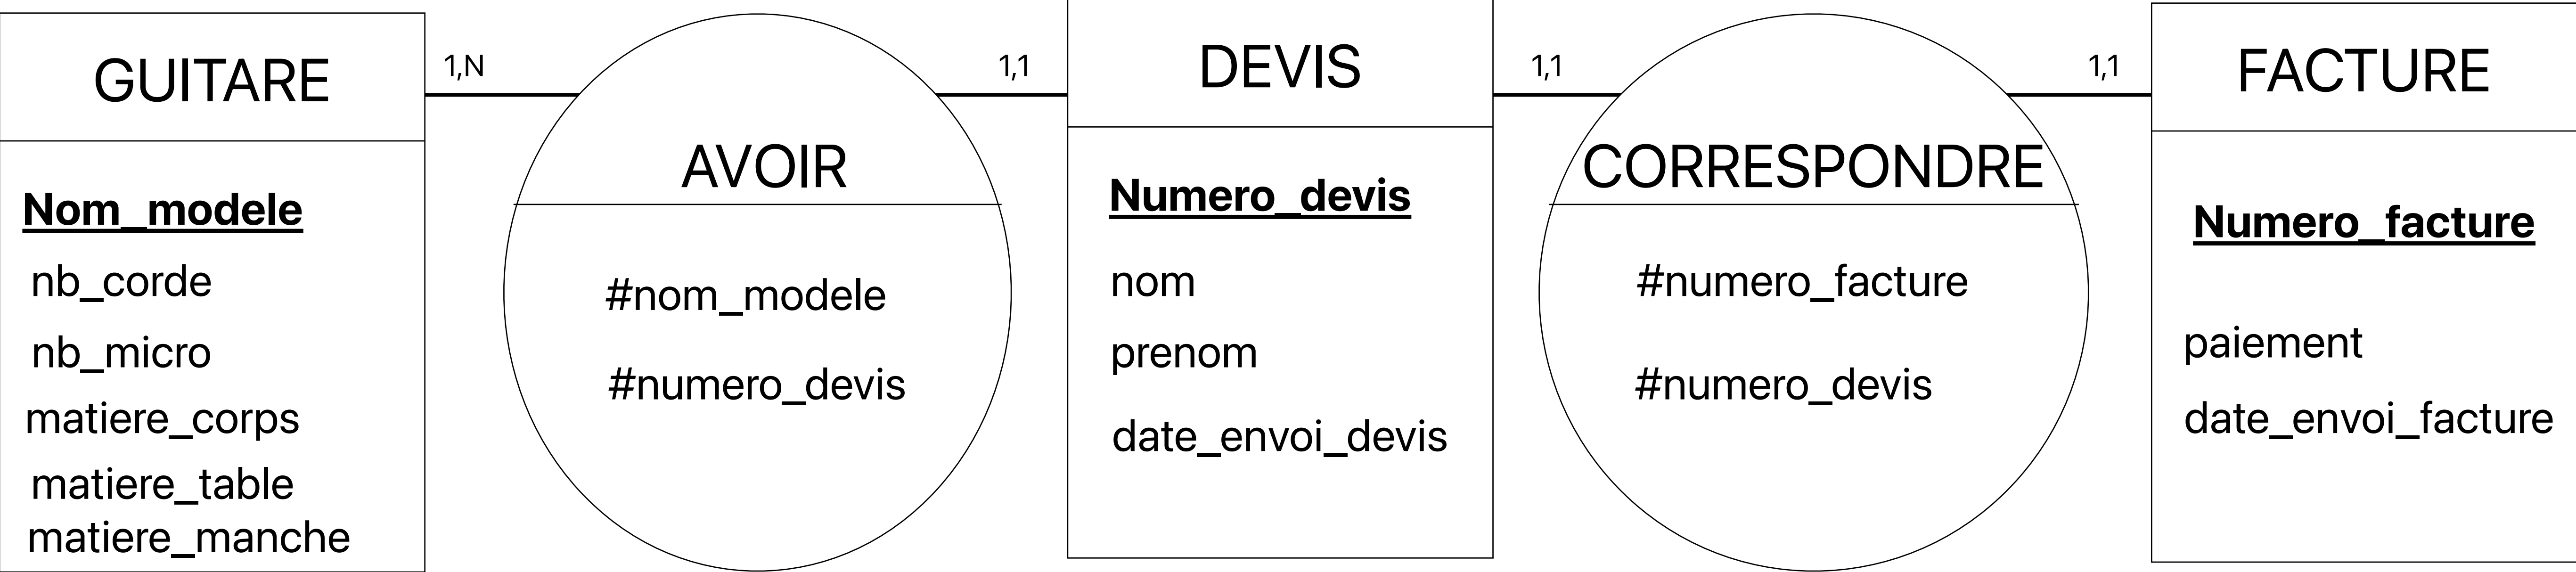 GUITARE
Nom_modele
nb_corde
nb_micro
matiere_corps
matiere_table
matiere_manche
1,N
AVOIR
#nom_modele
#numero_devis
1,1
DEVIS
Numero_devis
nom
prenom
date_envoi_devis
1,1
CORRESPONDRE
#numero_facture
#numero_devis
1,1
FACTURE
Numero_facture
paiement
date_envoi_facture